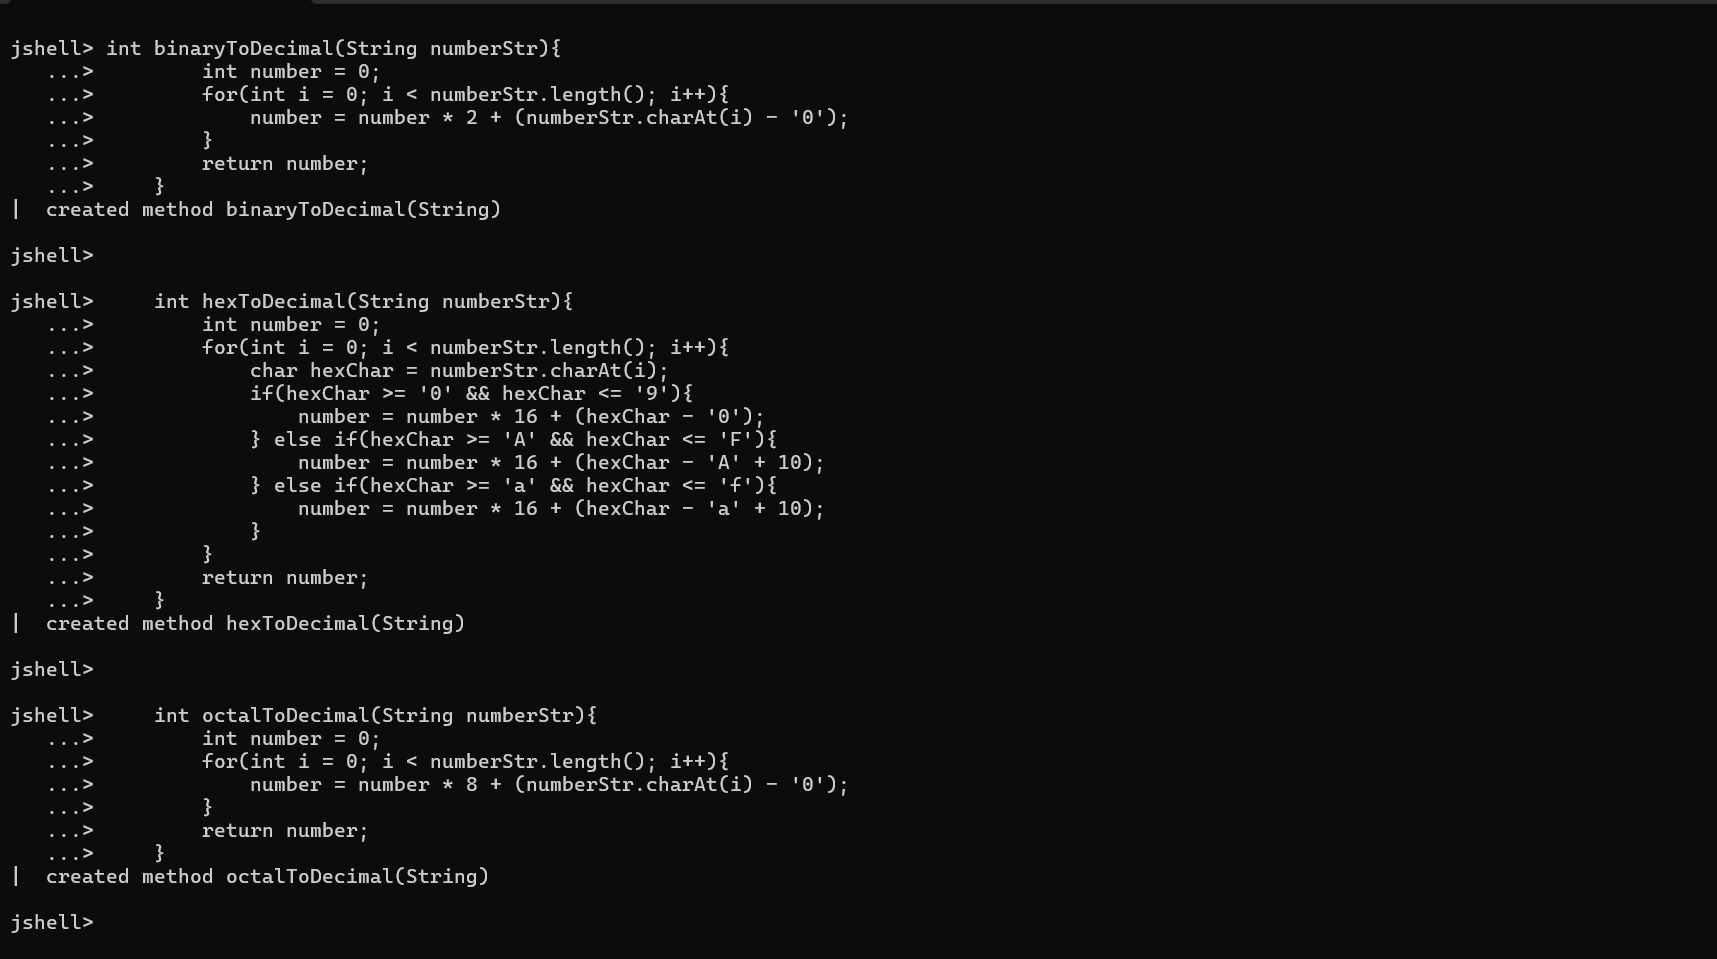 jshell> int binaryToDecimal(String numberStr){
   ...>         int number = 0;
   ...>         for(int i = 0; i < numberStr.length(); i++){
   ...>             number = number * 2 + (numberStr.charAt(i) - '0');
   ...>         }
   ...>         return number;
   ...>     }
|  created method binaryToDecimal(String)
jshell>
jshell>     int hexToDecimal(String numberStr){
   ...>         int number = 0;
   ...>         for(int i = 0; i < numberStr.length(); i++){
   ...>             char hexChar = numberStr.charAt(i);
   ...>             if(hexChar >= '0' && hexChar <= '9'){
   ...>                 number = number * 16 + (hexChar - '0');
   ...>             } else if(hexChar >= 'A' && hexChar <= 'F'){
   ...>                 number = number * 16 + (hexChar - 'A' + 10);
   ...>             } else if(hexChar >= 'a' && hexChar <= 'f'){
   ...>                 number = number * 16 + (hexChar - 'a' + 10);
   ...>             }
   ...>         }
   ...>         return number;
   ...>     }
|  created method hexToDecimal(String)
jshell>
jshell>     int octalToDecimal(String numberStr){
   ...>         int number = 0;
   ...>         for(int i = 0; i < numberStr.length(); i++){
   ...>             number = number * 8 + (numberStr.charAt(i) - '0');
   ...>         }
   ...>         return number;
   ...>     }
|  created method octalToDecimal(String)
jshell>